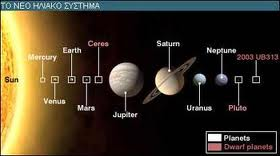 ΤΟ ΝΕΟ ΗΛΙΑΚΟ ΣΥΣΤΗΜΑ
Mercury
Earth
Ceres
Saturn
Neptune
2003 UB313
Sun
Venus
Mars
Jupiter
Uranus
Pluto
Planets
Dwarf planets